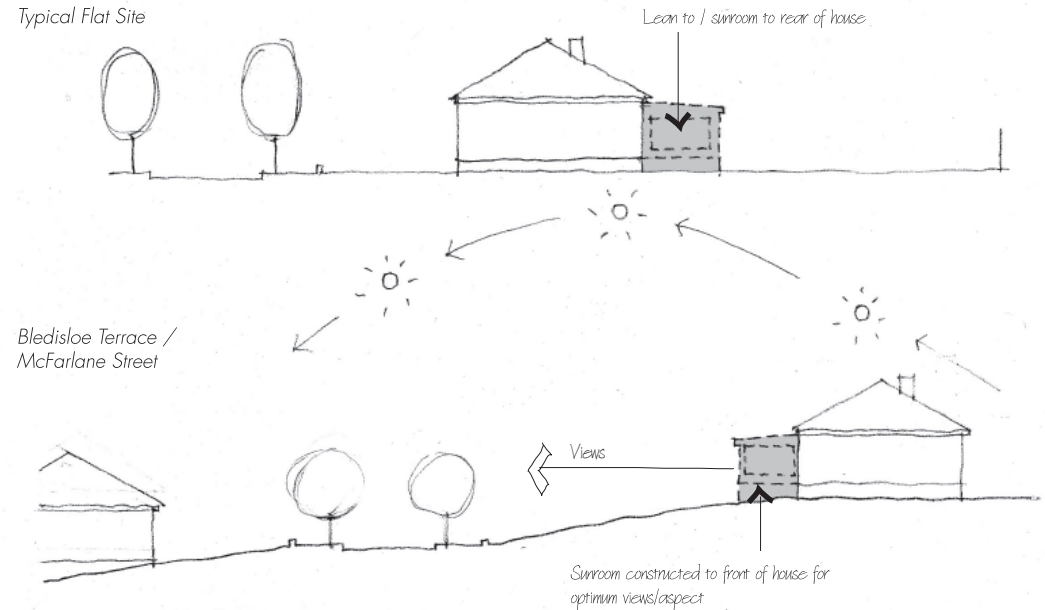 Typical Flat Site
Lean to / sunroom to rear of house
Bledisloe Terrace /
McFarlane Street
Views
Sunroom constructed to front of house for
optimum views/aspect